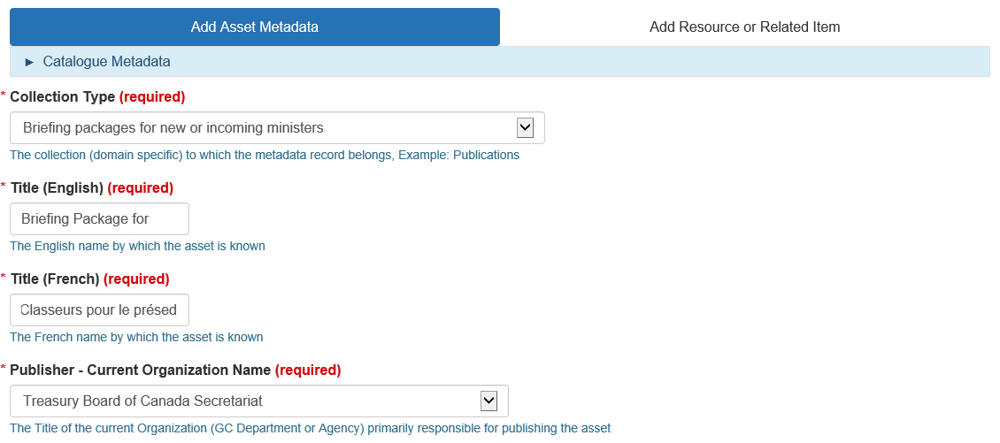 Add Asset Metadata Add Resource or Related Item
► Catalogue Metadata
* Collection Type (required)
Briefing packages for new or incoming ministers
The collection (domain specific) to which the metadata record belongs, Example: Publications
* Title (English) (required)
Briefing Package for
The English name by which the asset is known
* Title (French) (required)
Classeurs pour le présed
The French name by which the asset is known
* Publisher - Current Organization Name (required)
Treasury Board of Canada Secretariat
The Title of the current Organization (GC Department or Agency) primarily responsible for publishing the asset